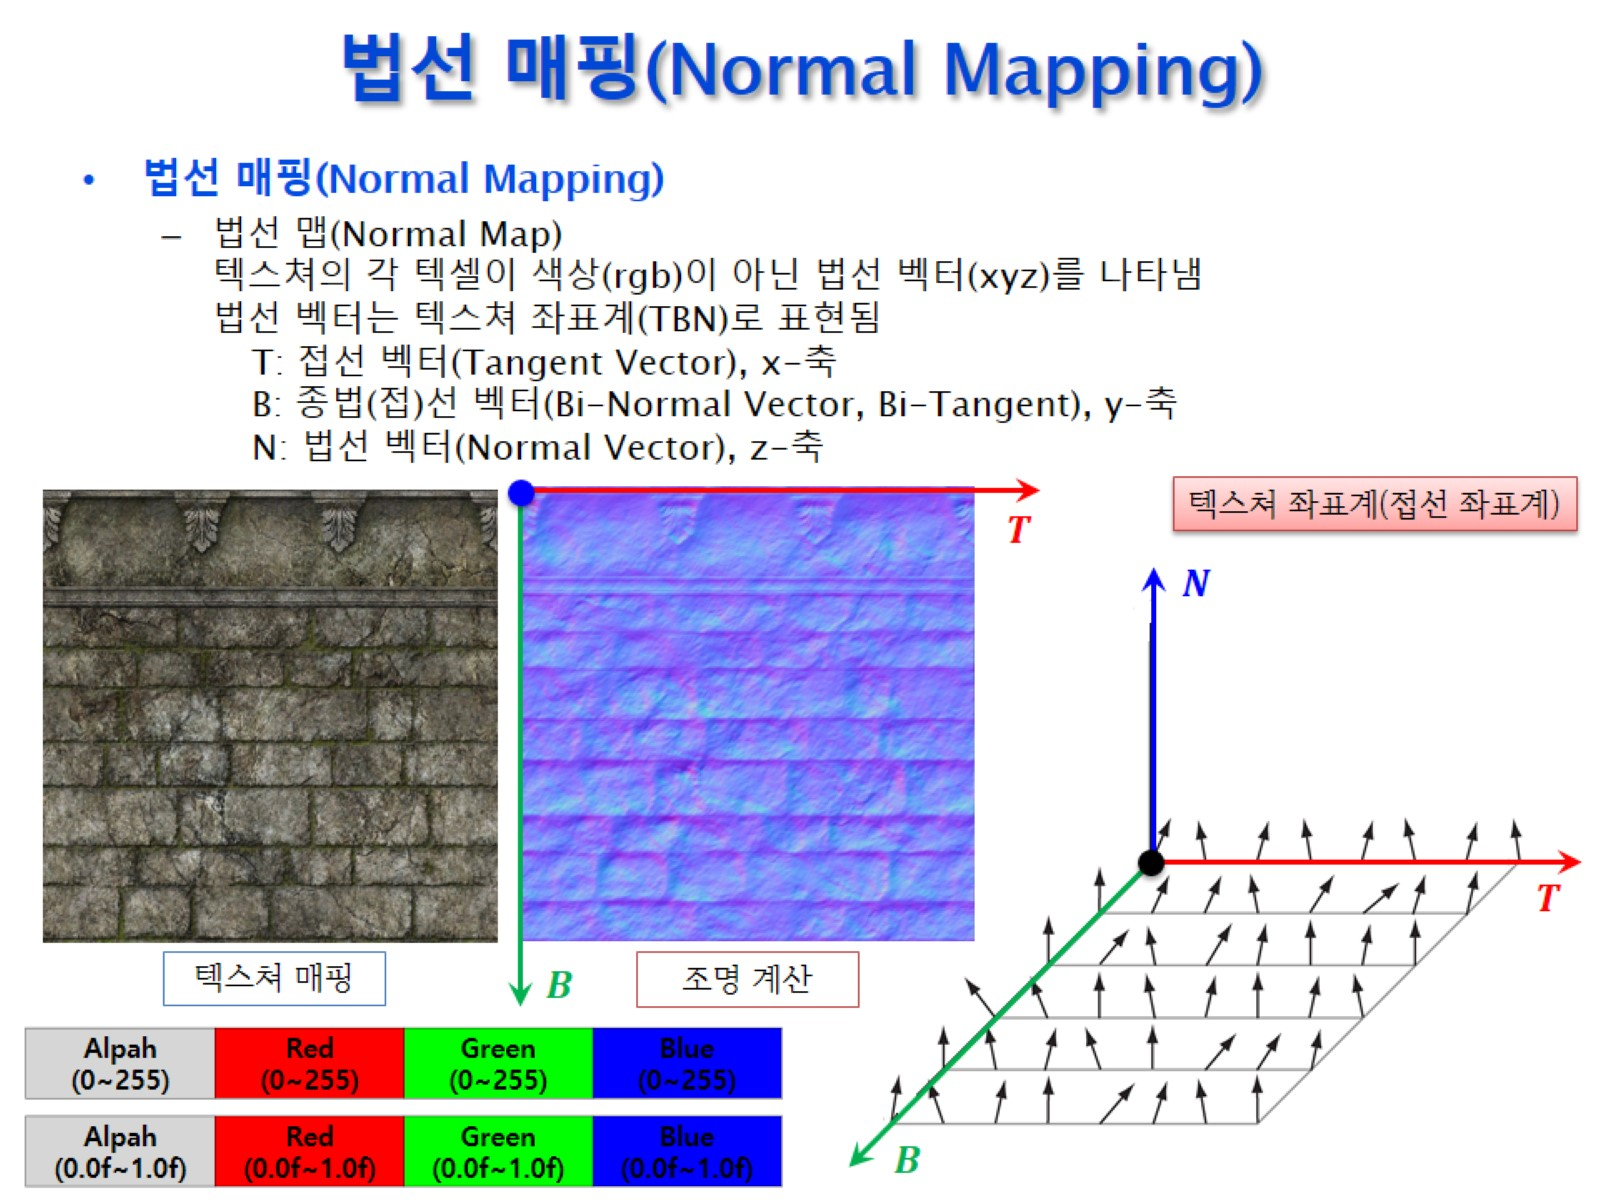 법선 매핑(Normal Mapping)
• 법선 매핑(Normal Mapping)
– 법선 맵(Normal Map)
텍스쳐의 각 텍셀이 색상(rgb)이 아닌 법선 벡터(xyz)를 나타냄
법선 벡터는 텍스쳐 좌표계(TBN)로 표현됨
T: 접선 벡터(Tangent Vector), x-축
B: 종법(접)선 벡터(Bi-Normal Vector, Bi-Tangent), y-축
N: 법선 벡터(Normal Vector), z-축
텍스쳐 좌표계(접선 좌표계)
T
N
T
텍스쳐 매핑
B
조명 계산
B
Alpah Red Green Blue
(0~255) (0~255) (0~255) (0~255)
Alpah Red Green Blue
(0.0f~1.0f) (0.0f~1.0f) (0.0f~1.0f) (0.0f~1.0f)